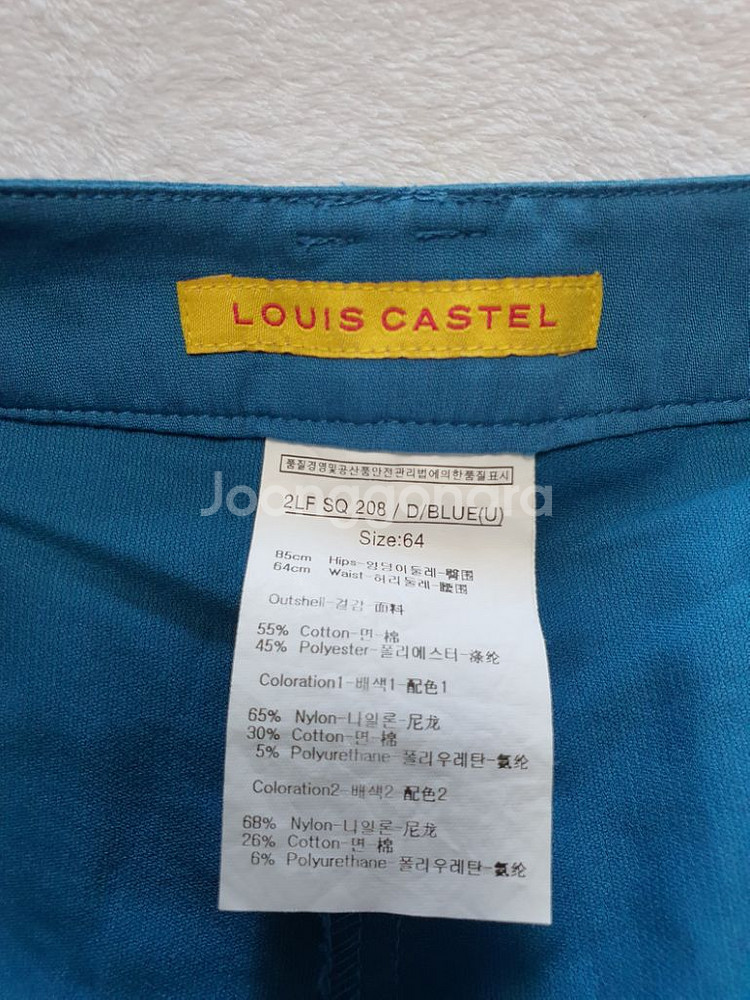 LOUIS CASTEL
품질경영및공산품안전관리법에의한품질표시
Joonggonara
2LF SQ 208 / D/BLUE(U)
Size:64
85cm Hips-엉덩이둘레-臀围
64cm Waist-허리둘레-腰围
Outshell-겉감-面料
55% Cotton-면-棉
45% Polyester-폴리에스터-涤纶
Coloration1-배색1-配色1
65% Nylon-나일론-尼龙
30% Cotton-면-棉
5% Polyurethane-폴리우레탄-氨纶
Coloration2-배색2-配色2
68% Nylon-나일론-尼龙
26% Cotton-면-棉
6% Polyurethane-폴리우레탄-氨纶